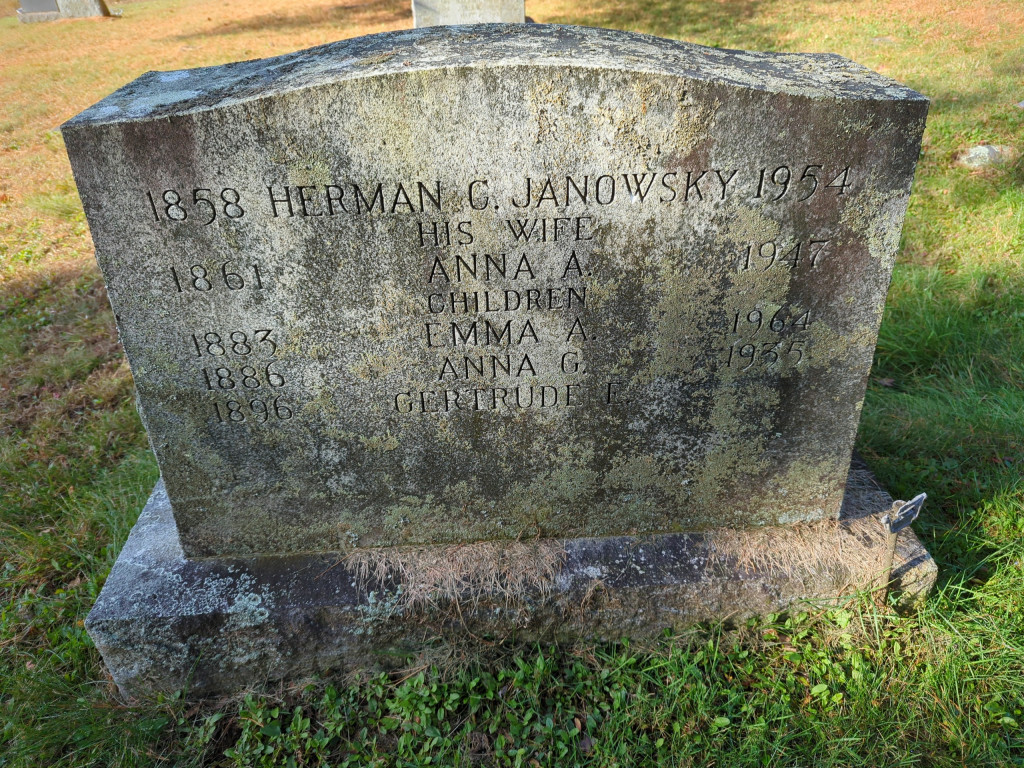 1858 HERMAN C. JANOWSKY 1954
HIS WIFE
1861 ANNA A. 1947
CHILDREN
1883 EMMA A. 1964
1886 ANNA G. 1935
1896 GERTRUDE E.